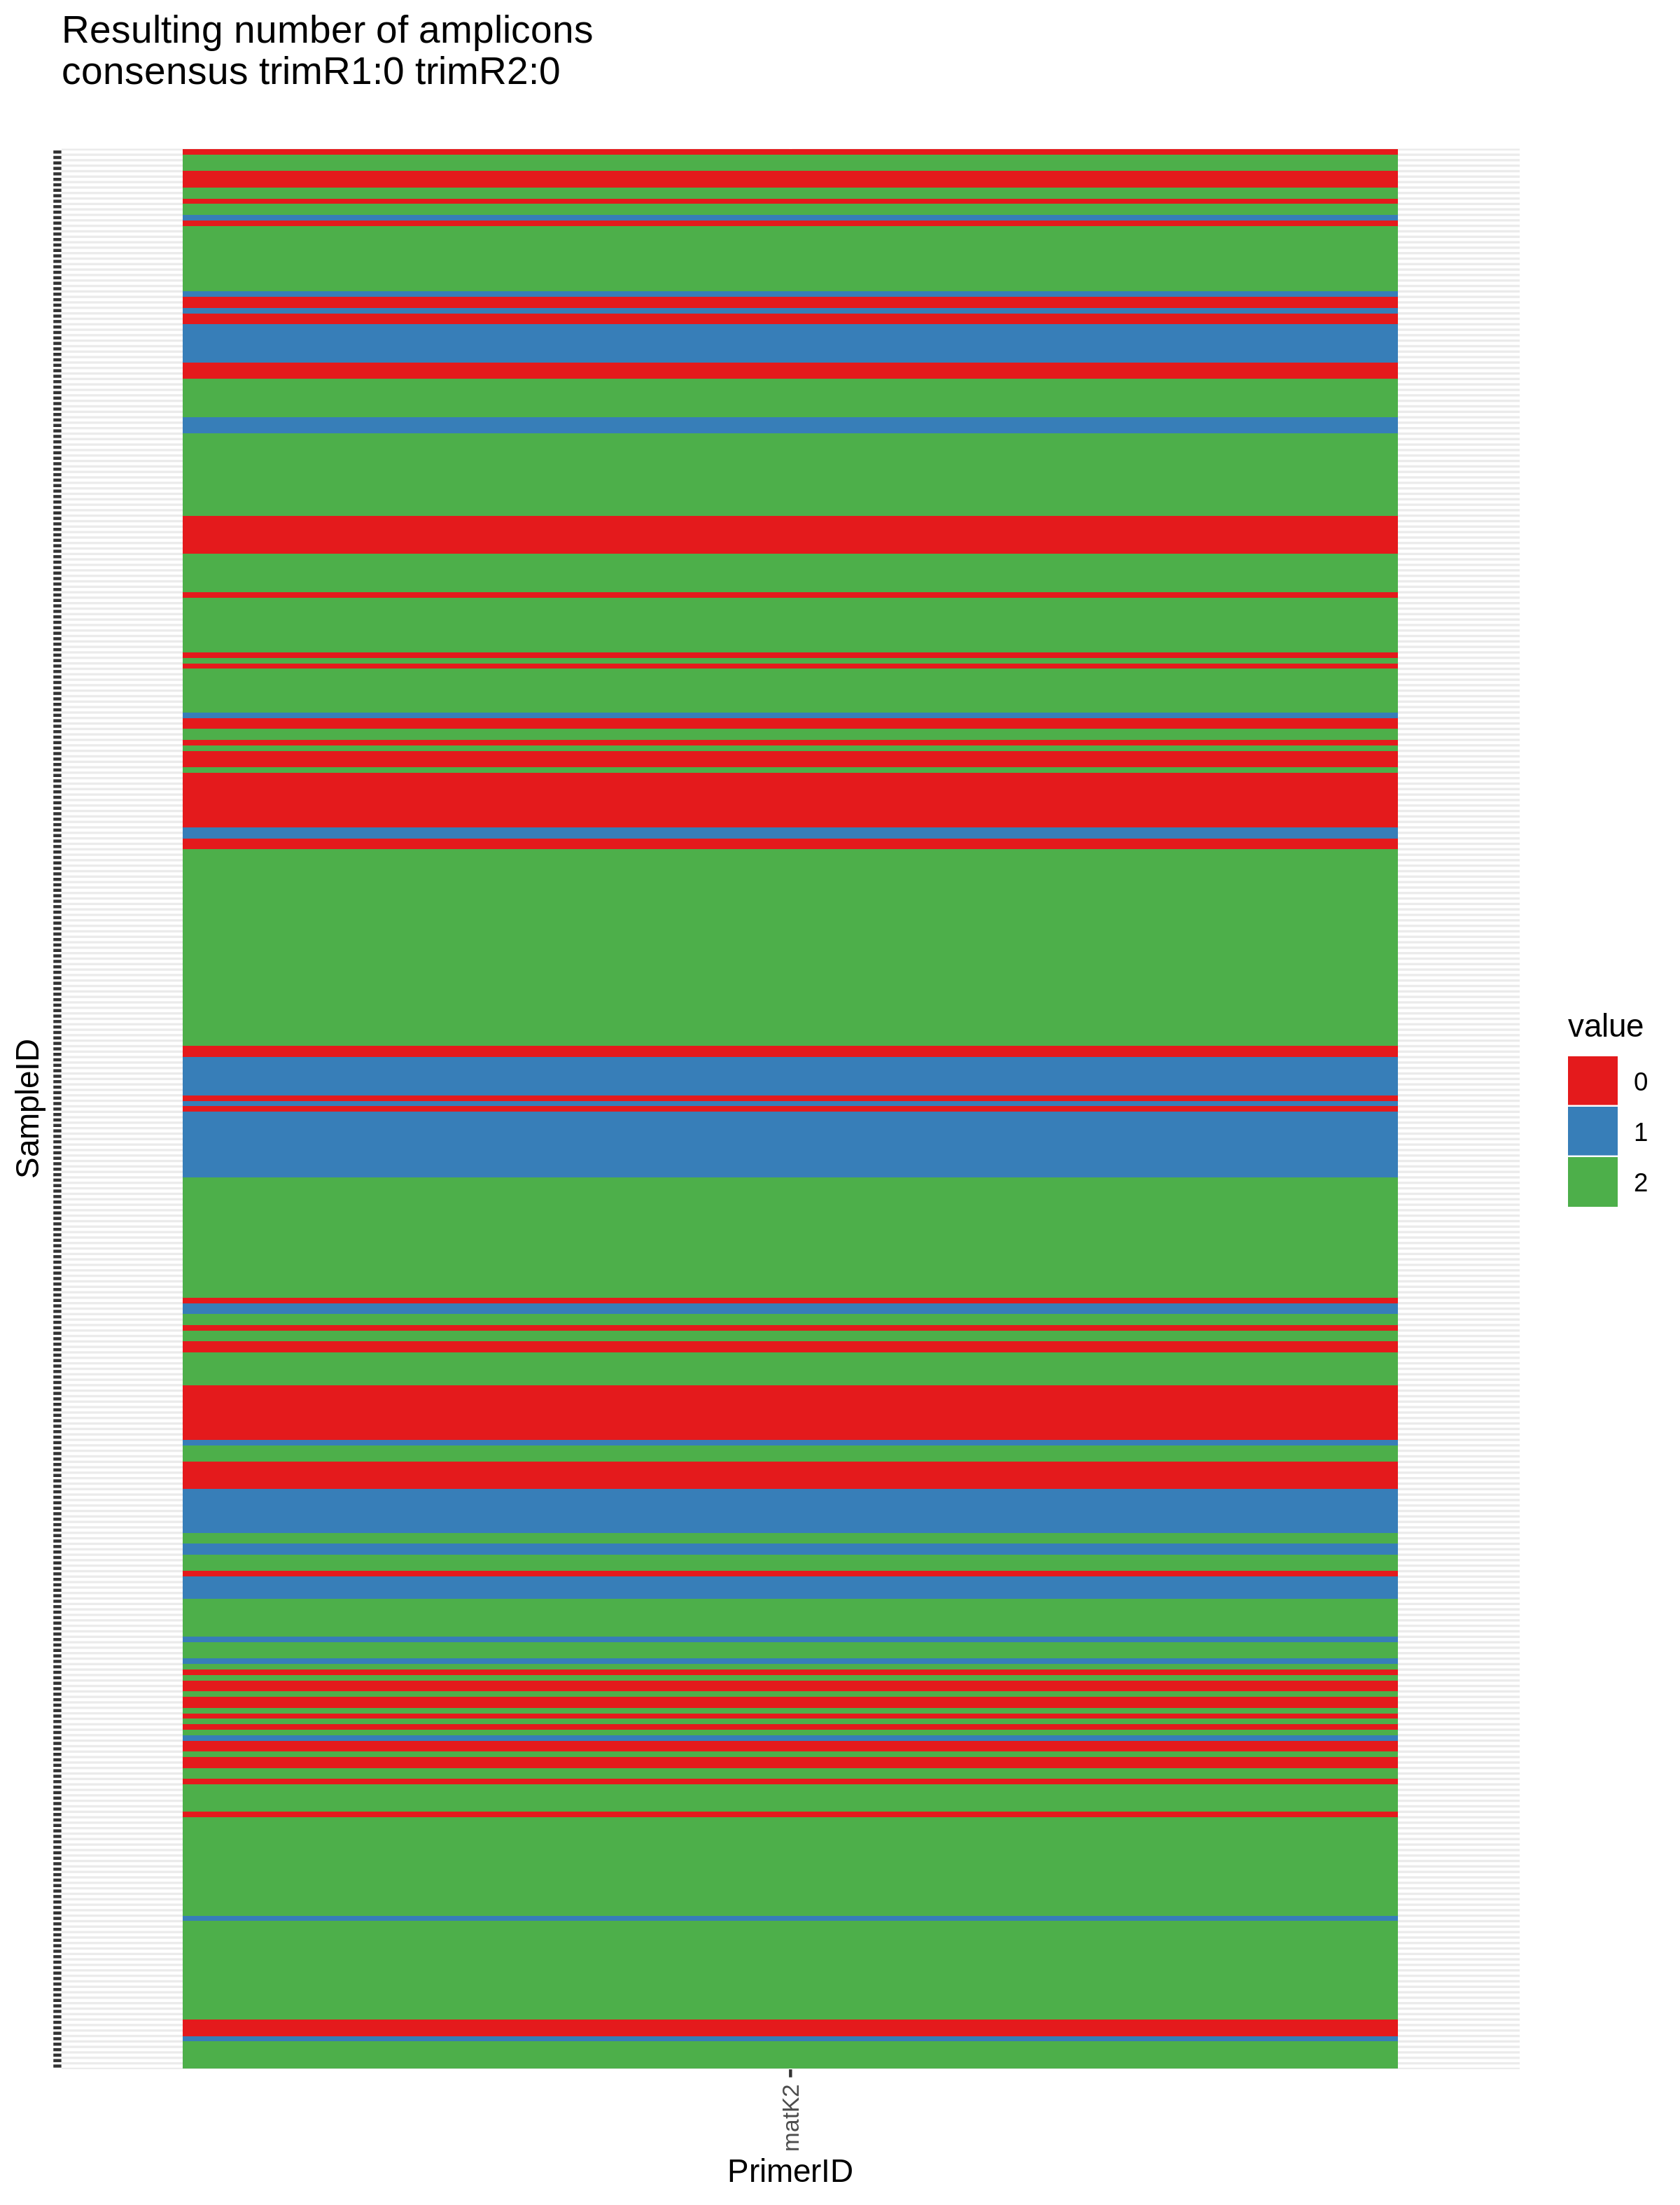 Resulting number of amplicons
consensus trimR1:0 trimR2:0
SampleID
value
0
1
2
matK2
PrimerID